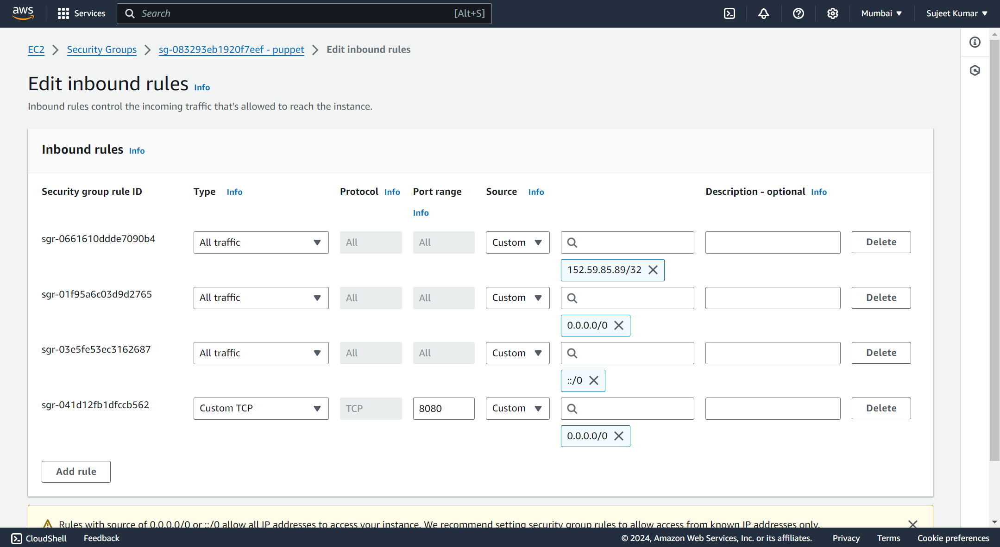 aws Services Search [Alt+S] Mumbai Sujeet Kumar
EC2 Security Groups sg-083293eb1920f7eef - puppet Edit inbound rules
Edit inbound rules Info
Inbound rules control the incoming traffic that's allowed to reach the instance.
Inbound rules Info
Security group rule ID Type Info Protocol Info Port range Source Info Description - optional Info
Info
sgr-0661610ddde7090b4 All traffic All All Custom Delete
152.59.85.89/32
sgr-01f95a6c03d9d2765 All traffic All All Custom Delete
0.0.0.0/0
sgr-03e5fe53ec3162687 All traffic All All Custom Delete
::/0
sgr-041d12fb1dfccb562 Custom TCP TCP 8080 Custom Delete
0.0.0.0/0
Add rule
Rules with source of 0.0.0.0/0 or ::/0 allow all IP addresses to access your instance. We recommend setting security group rules to allow access from known IP addresses only.
CloudShell Feedback © 2024, Amazon Web Services, Inc. or its affiliates. Privacy Terms Cookie preferences